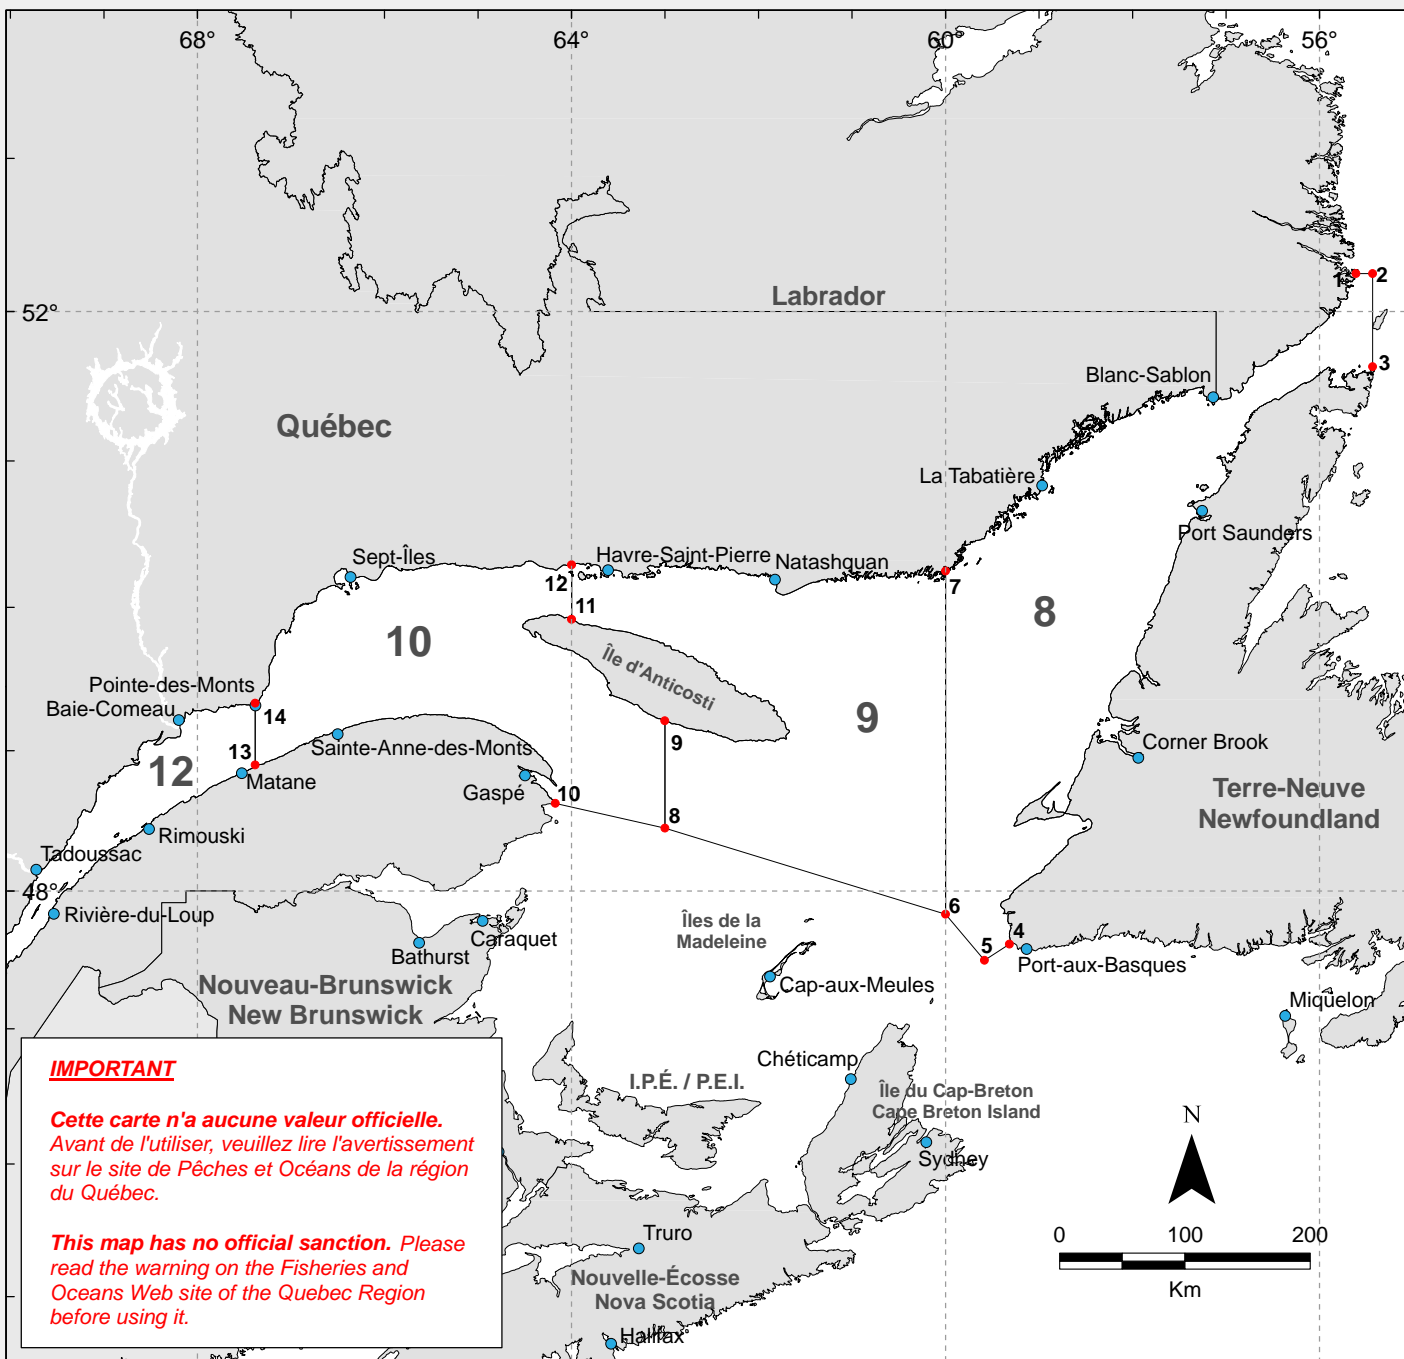 68°
64°
60°
56°
1
2
Labrador
52°
3
Blanc-Sablon
Québec
La Tabatière
Port Saunders
Sept-Îles
Havre-Saint-Pierre
Natashquan
12
7
11
8
10
Île d'Anticosti
Pointe-des-Monts
Baie-Comeau
14
9
9
13
Sainte-Anne-des-Monts
Corner Brook
12
Matane
Gaspé
10
Terre-Neuve
Newfoundland
8
Rimouski
Tadoussac
48°
Rivière-du-Loup
6
Îles de la
Madeleine
Caraquet
Bathurst
4
5
Port-aux-Basques
Nouveau-Brunswick
New Brunswick
Cap-aux-Meules
Miquelon
Chéticamp
I.P.É. / P.E.I.
Île du Cap-Breton
Cape Breton Island
Sydney
IMPORTANT
Cette carte n'a aucune valeur officielle.
Avant de l'utiliser, veuillez lire l'avertissement
sur le site de Pêches et Océans de la région
du Québec.
This map has no official sanction. Please
read the warning on the Fisheries and
Oceans Web site of the Quebec Region
before using it.
Truro
Nouvelle-Écosse
Nova Scotia
Halifax
N
0 100 200
Km